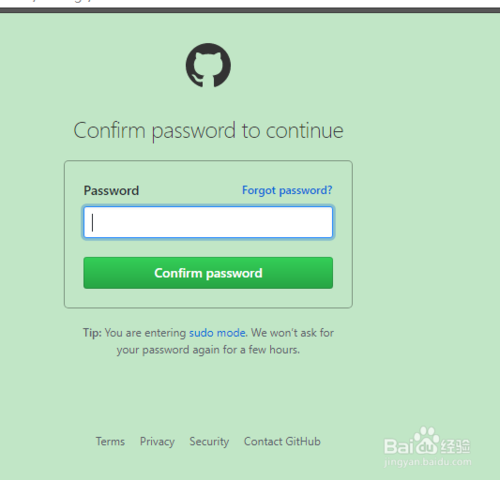 Confirm password to continue
Password Forgot password?
Confirm password
Tip: You are entering sudo mode. We won't ask for
your password again for a few hours.
Terms Privacy Security Contact GitHub
Baidu 经验
jingyan.baidu.com